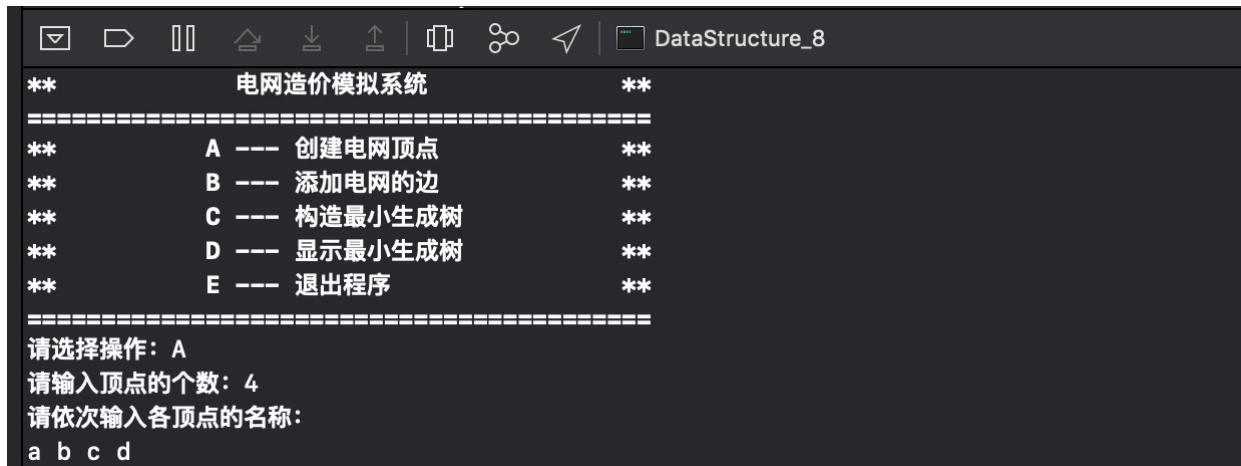 DataStructure_8
** 电网造价模拟系统 **
==========================================
** A --- 创建电网顶点 **
** B --- 添加电网的边 **
** C --- 构造最小生成树 **
** D --- 显示最小生成树 **
** E --- 退出程序 **
==========================================
请选择操作：A
请输入顶点的个数：4
请依次输入各顶点的名称：
a b c d